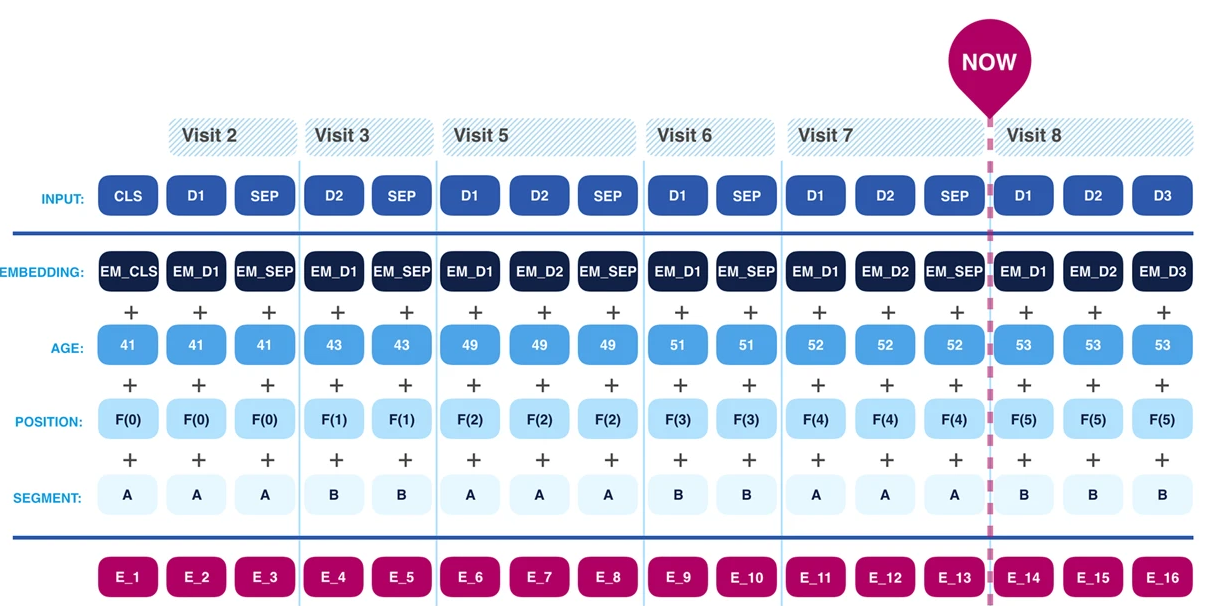 NOW
Visit 2 Visit 3 Visit 5 Visit 6 Visit 7 Visit 8
INPUT: CLS D1 SEP D2 SEP D1 D2 SEP D1 SEP D1 D2 SEP D1 D2 D3
EMBEDDING: EM_CLS EM_D1 EM_SEP EM_D1 EM_SEP EM_D1 EM_D2 EM_SEP EM_D1 EM_SEP EM_D1 EM_D2 EM_SEP EM_D1 EM_D2 EM_D3
+ + + + + + + + + + + + + + + +
AGE: 41 41 41 43 43 49 49 49 51 51 52 52 52 53 53 53
+ + + + + + + + + + + + + + + +
POSITION: F(0) F(0) F(0) F(1) F(1) F(2) F(2) F(2) F(3) F(3) F(4) F(4) F(4) F(5) F(5) F(5)
+ + + + + + + + + + + + + + + +
SEGMENT: A A A B B A A A B B A A A B B B
E_1 E_2 E_3 E_4 E_5 E_6 E_7 E_8 E_9 E_10 E_11 E_12 E_13 E_14 E_15 E_16